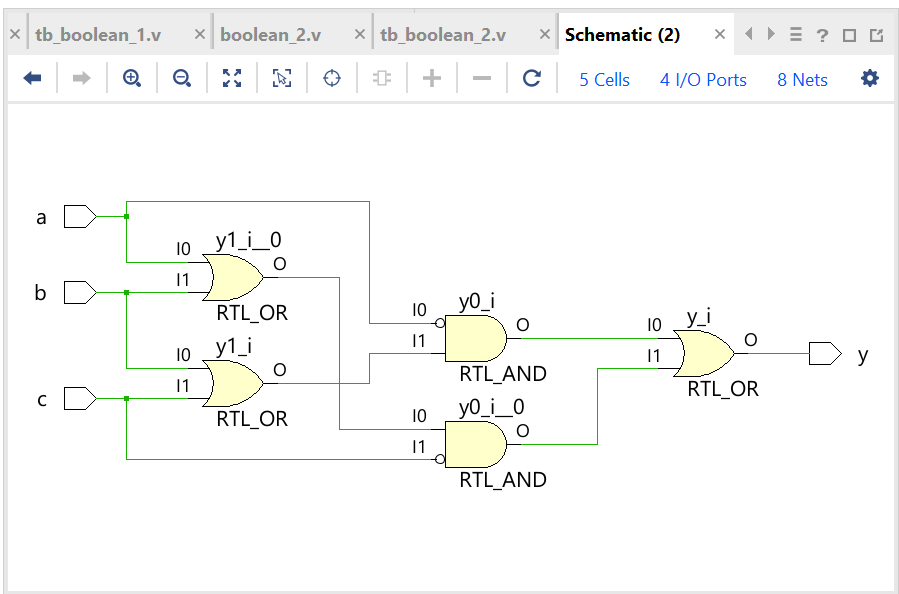 tb_boolean_1.v boolean_2.v tb_boolean_2.v Schematic (2)
5 Cells 4 I/O Ports 8 Nets
a
y1_i__0
I0 O
I1
b
RTL_OR
y0_i
I0 O
I1
RTL_AND
y_i
I0 O
I1
y
RTL_OR
y1_i
I0 O
I1
c
RTL_OR
y0_i__0
I0 O
I1
RTL_AND